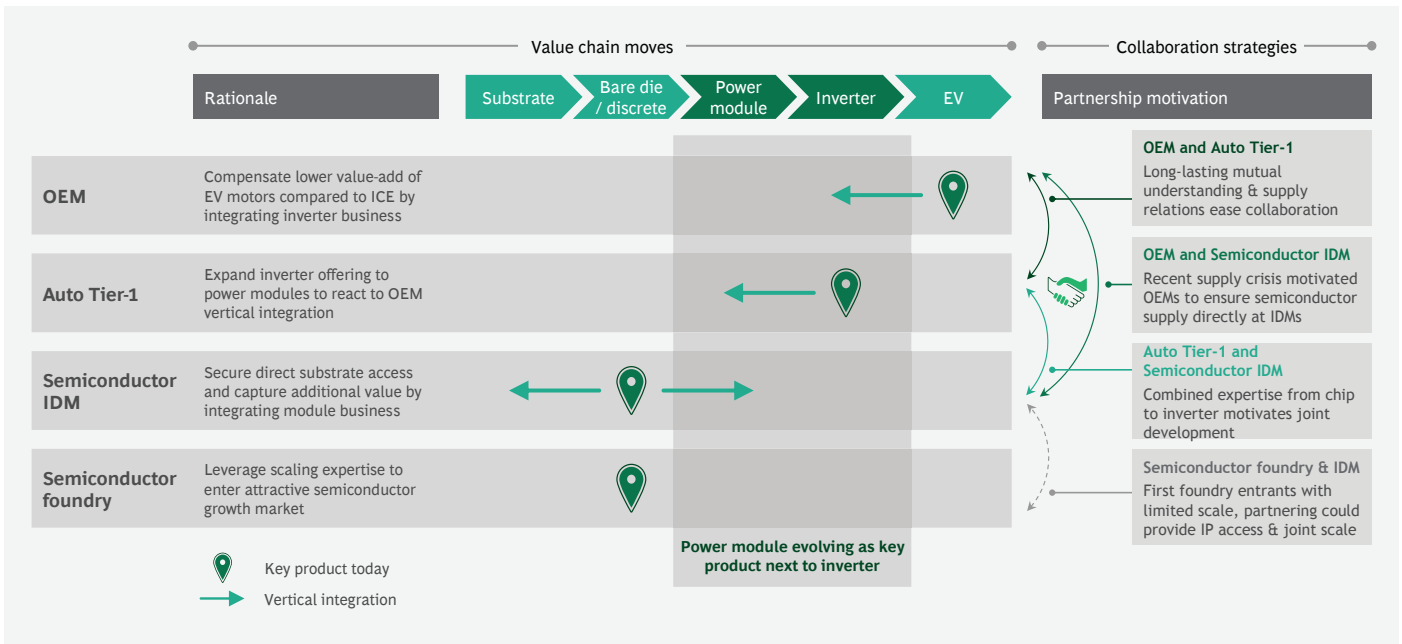 Value chain moves
Collaboration strategies
Rationale
Substrate
Bare die
/ discrete
Power
module
Inverter
EV
Partnership motivation
OEM
Compensate lower value-add of
EV motors compared to ICE by
integrating inverter business
Auto Tier-1
Expand inverter offering to
power modules to react to OEM
vertical integration
Semiconductor
IDM
Secure direct substrate access
and capture additional value by
integrating module business
Semiconductor
foundry
Leverage scaling expertise to
enter attractive semiconductor
growth market
OEM and Auto Tier-1
Long-lasting mutual
understanding & supply
relations ease collaboration
OEM and Semiconductor IDM
Recent supply crisis motivated
OEMs to ensure semiconductor
supply directly at IDMs
Auto Tier-1 and
Semiconductor IDM
Combined expertise from chip
to inverter motivates joint
development
Semiconductor foundry & IDM
First foundry entrants with
limited scale, partnering could
provide IP access & joint scale
Power module evolving as key
product next to inverter
Key product today
Vertical integration